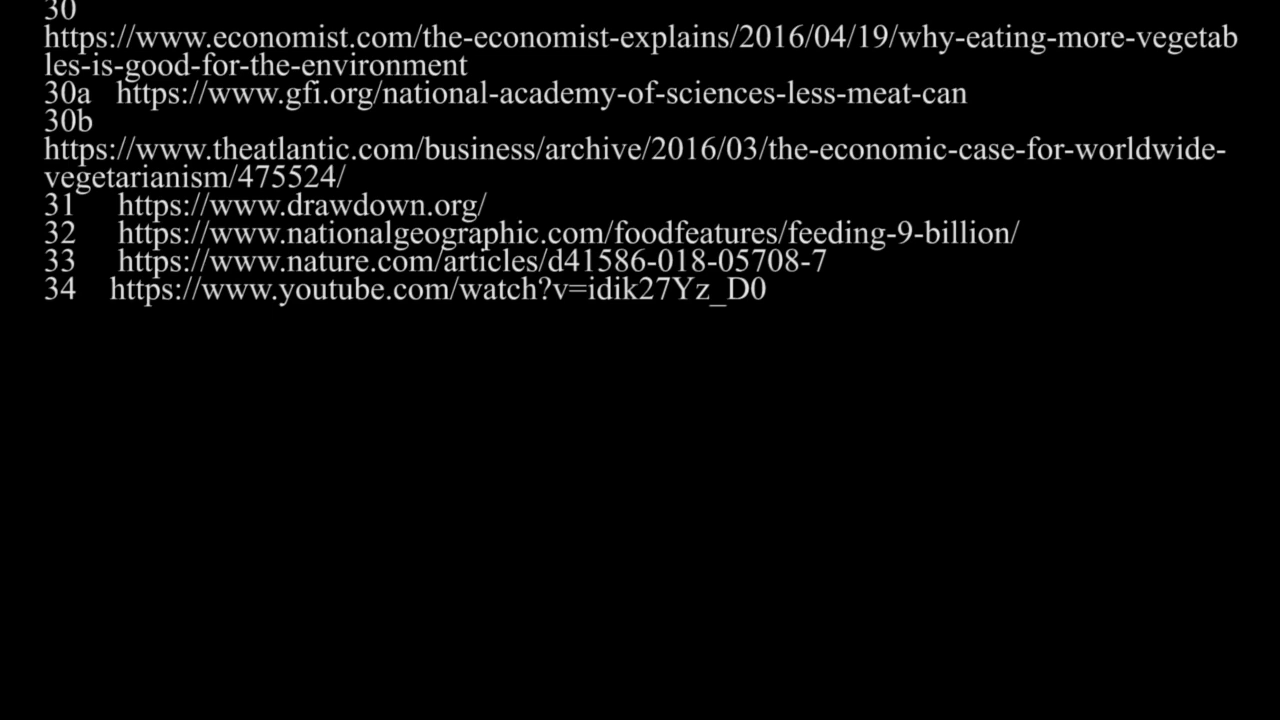 30
https://www.economist.com/the-economist-explains/2016/04/19/why-eating-more-vegetab
les-is-good-for-the-environment
30a https://www.gfi.org/national-academy-of-sciences-less-meat-can
30b
https://www.theatlantic.com/business/archive/2016/03/the-economic-case-for-worldwide-
vegetarianism/475524/
31 https://www.drawdown.org/
32 https://www.nationalgeographic.com/foodfeatures/feeding-9-billion/
33 https://www.nature.com/articles/d41586-018-05708-7
34 https://www.youtube.com/watch?v=idik27Yz_D0